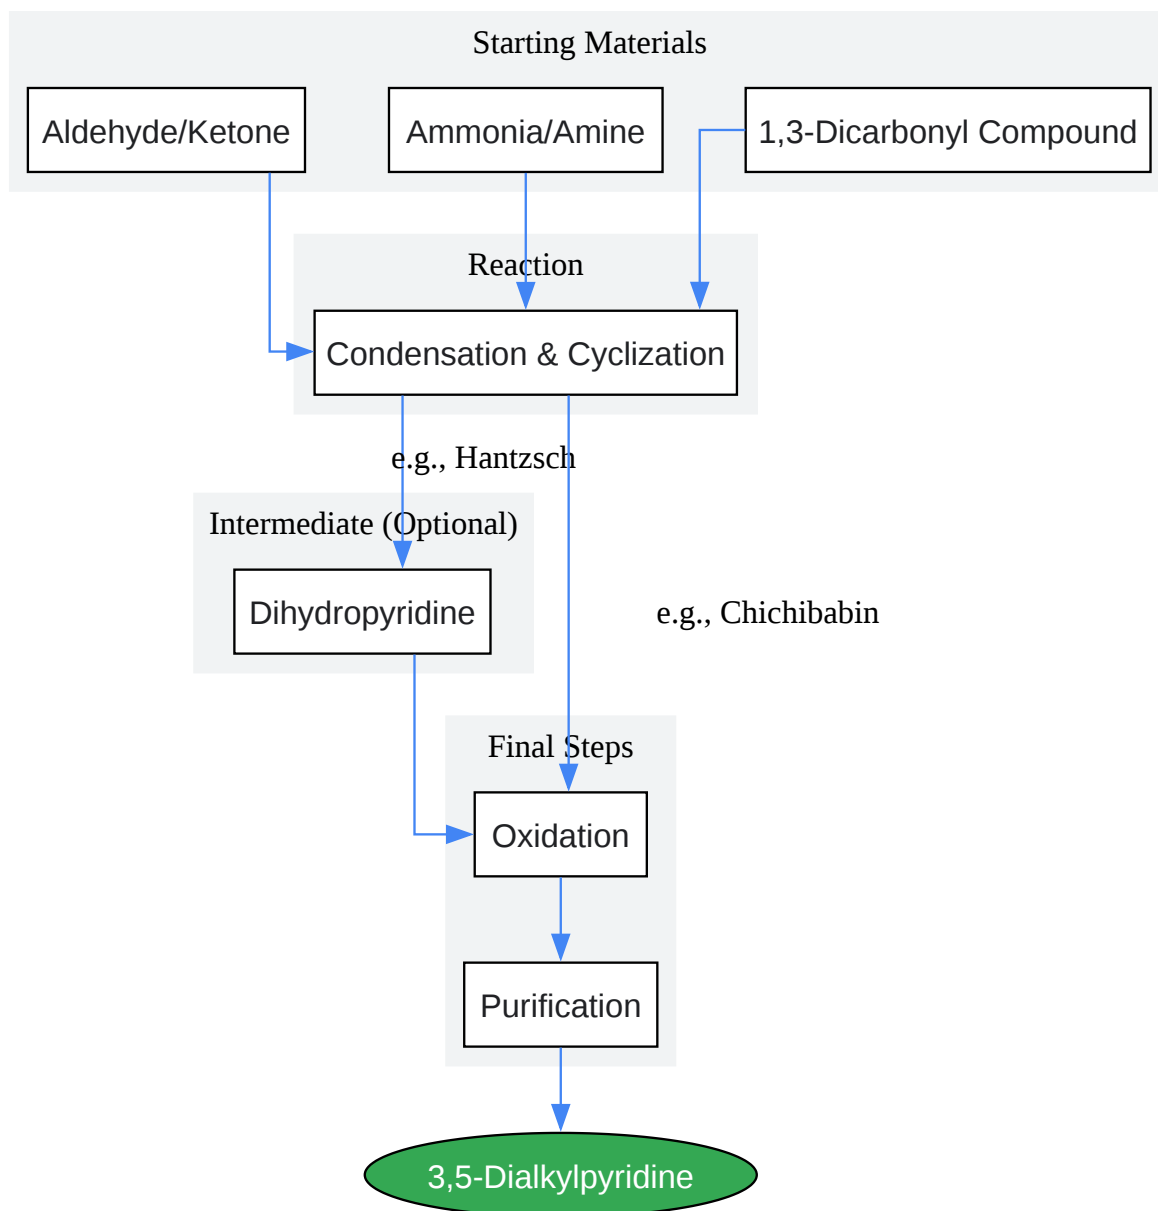 Starting Materials
Aldehyde/Ketone
Ammonia/Amine
1,3-Dicarbonyl Compound
Reaction
Condensation & Cyclization
e.g., Hantzsch
Intermediate (Optional)
Dihydropyridine
e.g., Chichibabin
Final Steps
Oxidation
Purification
3,5-Dialkylpyridine